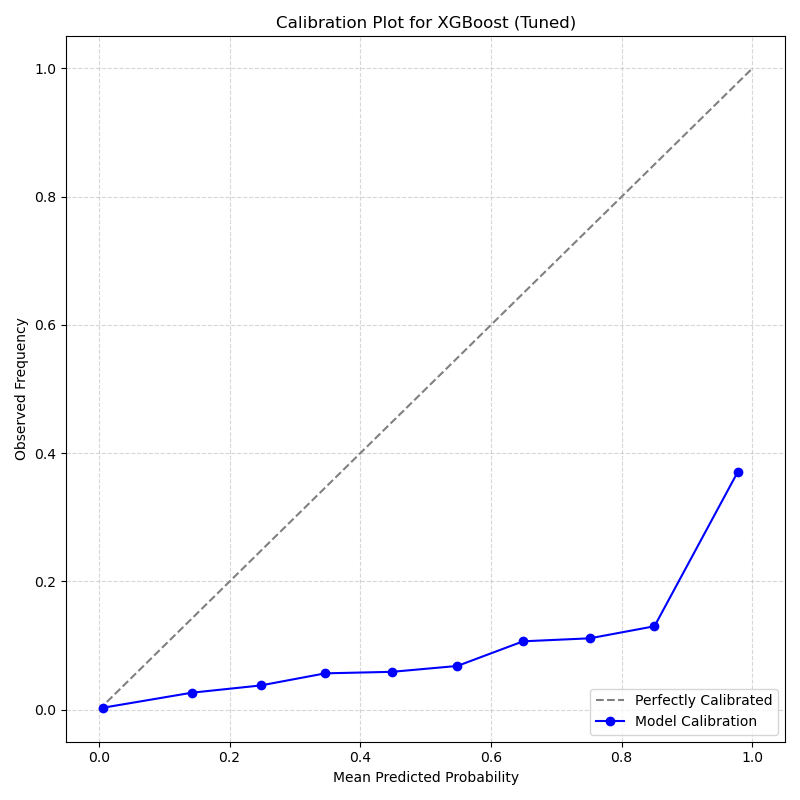 Calibration Plot for XGBoost (Tuned)
Observed Frequency
1.0
0.8
0.6
0.4
0.2
0.0
0.0 0.2 0.4 0.6 0.8 1.0
Mean Predicted Probability
Perfectly Calibrated
Model Calibration